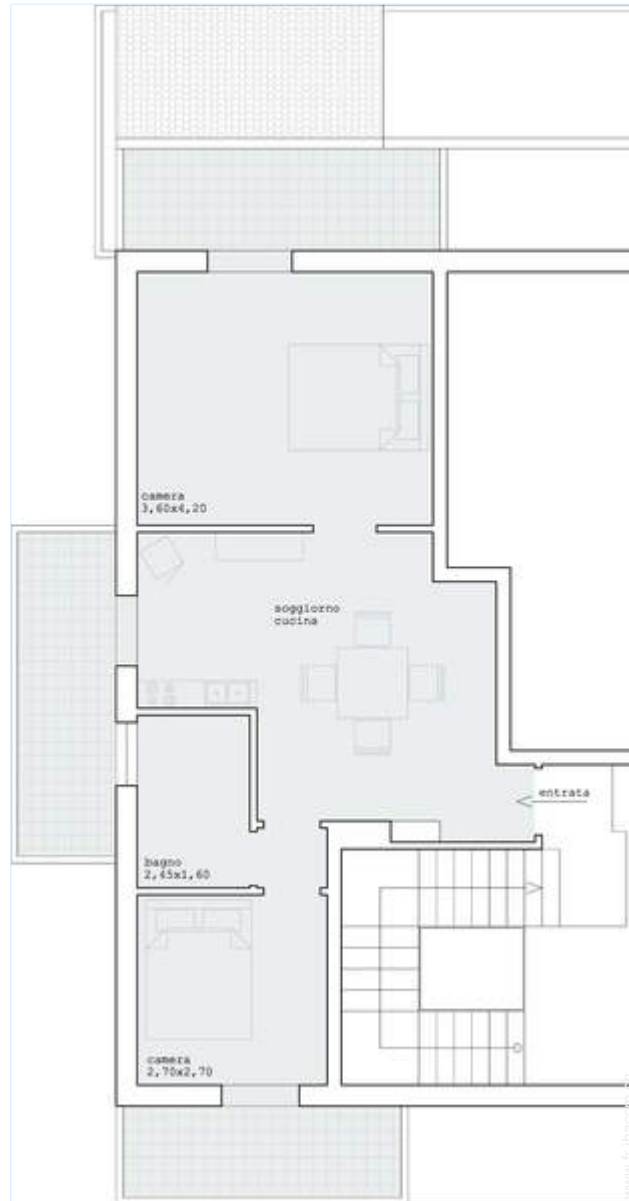 camera
3,60x4,20
soggiorno
cucina
entrata
bagno
2,45x1,60
camera
2,70x2,70